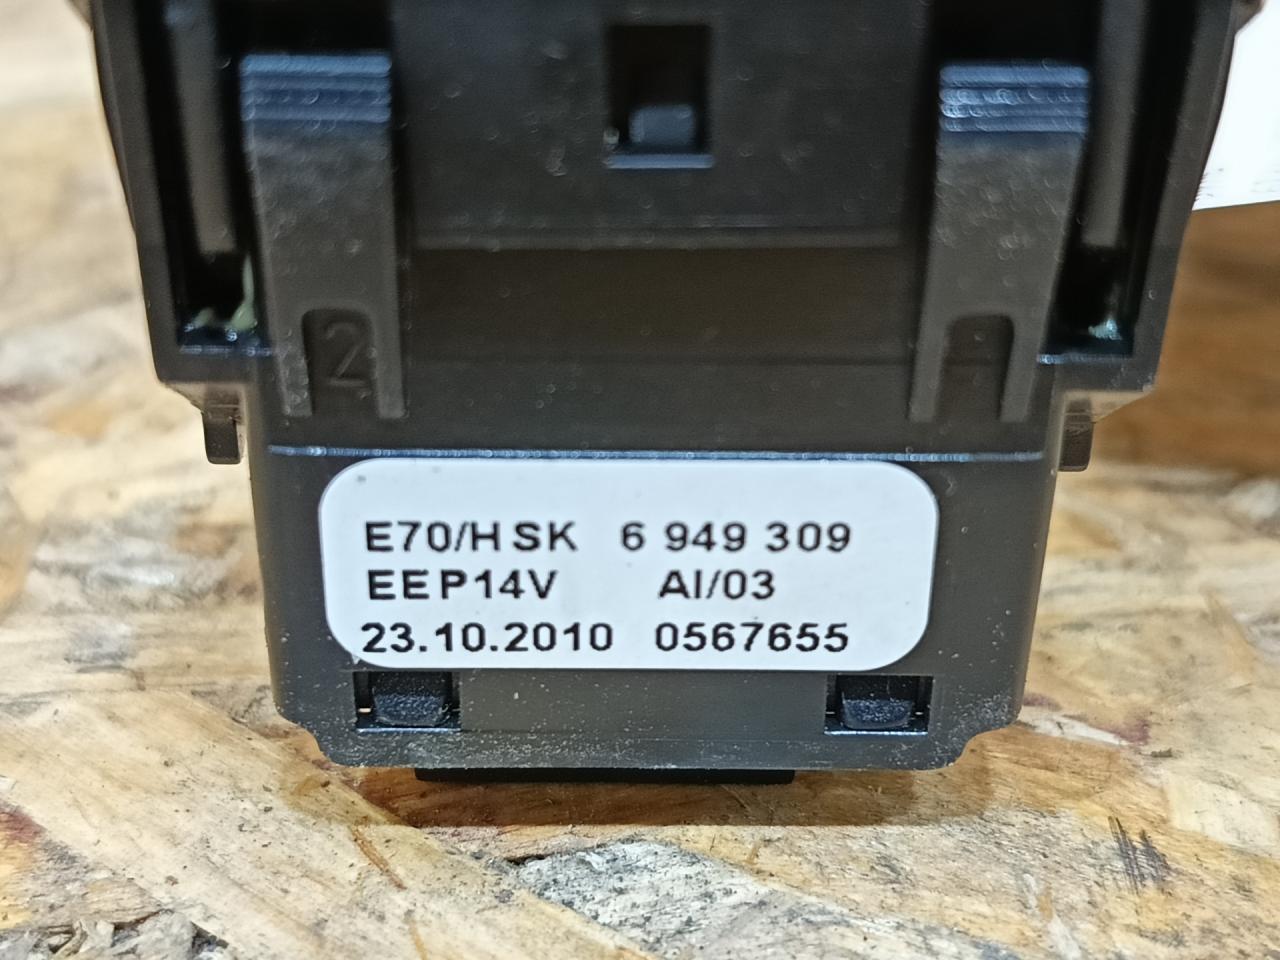 2
E70/HSK 6 949 309
EEP14V AI/03
23.10.2010 0567655